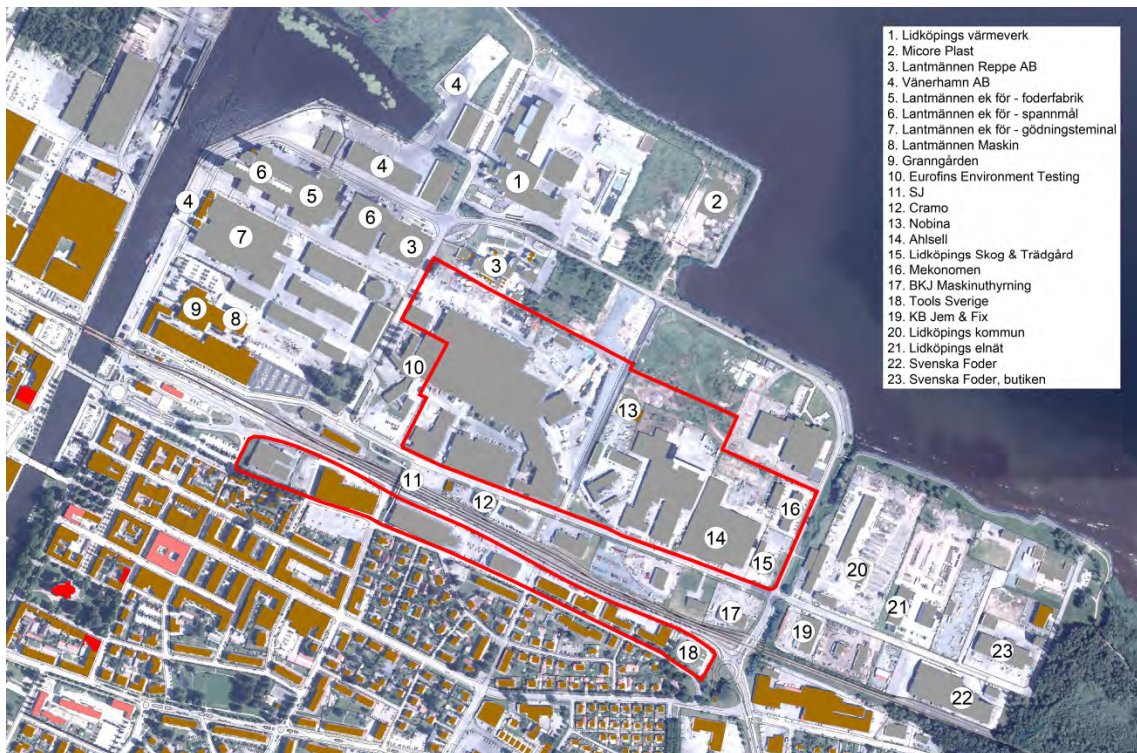 1. Lidköpings värmeverk
2. Micore Plast
3. Lantmännen Reppe AB
4. Vänerhamn AB
5. Lantmännen ek för - foderfabrik
6. Lantmännen ek för - spannmål
7. Lantmännen ek för - gödningsteminal
8. Lantmännen Maskin
9. Granngården
10. Eurofins Environment Testing
11. SJ
12. Cramo
13. Nobina
14. Ahlsell
15. Lidköpings Skog & Trädgård
16. Mekonomen
17. BKJ Maskinuthyrning
18. Tools Sverige
19. KB Jem & Fix
20. Lidköpings kommun
21. Lidköpings elnät
22. Svenska Foder
23. Svenska Foder, butiken
4
4
6
5
1
2
4
6
7
3
3
9
8
10
13
11
12
16
14
15
20
17
21
19
18
23
22